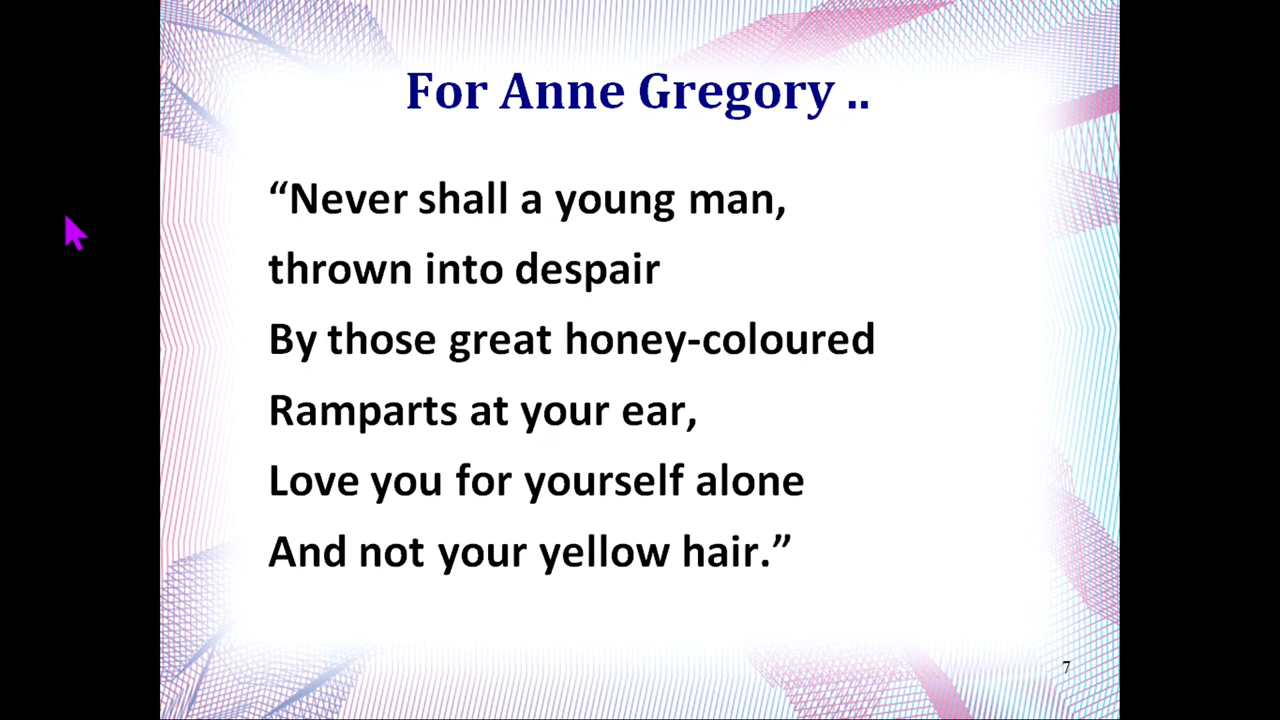 For Anne Gregory ..
“Never shall a young man,
thrown into despair
By those great honey-coloured
Ramparts at your ear,
Love you for yourself alone
And not your yellow hair.”
7